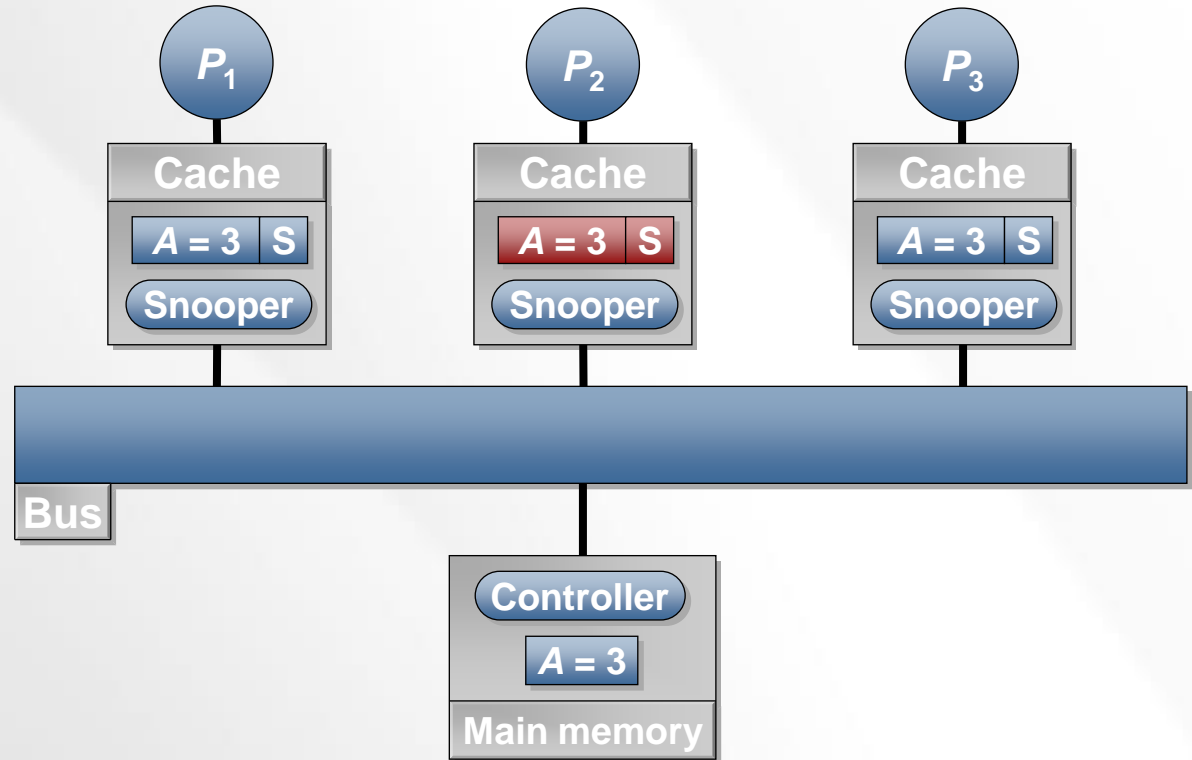 P1
P2
P3
Cache
Cache
Cache
A = 3 S
A = 3 S
A = 3 S
Snooper
Snooper
Snooper
Bus
Controller
A = 3
Main memory